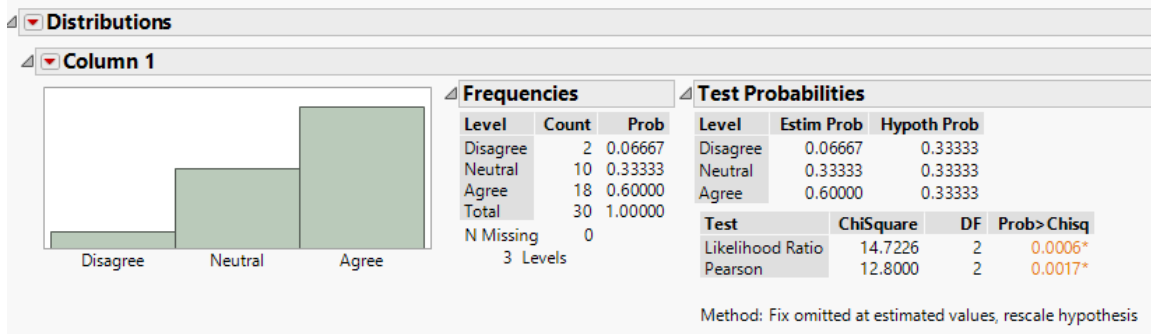 Distributions
Column 1
Disagree Neutral Agree
Frequencies
Level Count Prob
Disagree 2 0.06667
Neutral 10 0.33333
Agree 18 0.60000
Total 30 1.00000
N Missing 0
3 Levels
Test Probabilities
Level Estim Prob Hypoth Prob
Disagree 0.06667 0.33333
Neutral 0.33333 0.33333
Agree 0.60000 0.33333
Test ChiSquare DF Prob>Chisq
Likelihood Ratio 14.7226 2 0.0006*
Pearson 12.8000 2 0.0017*
Method: Fix omitted at estimated values, rescale hypothesis